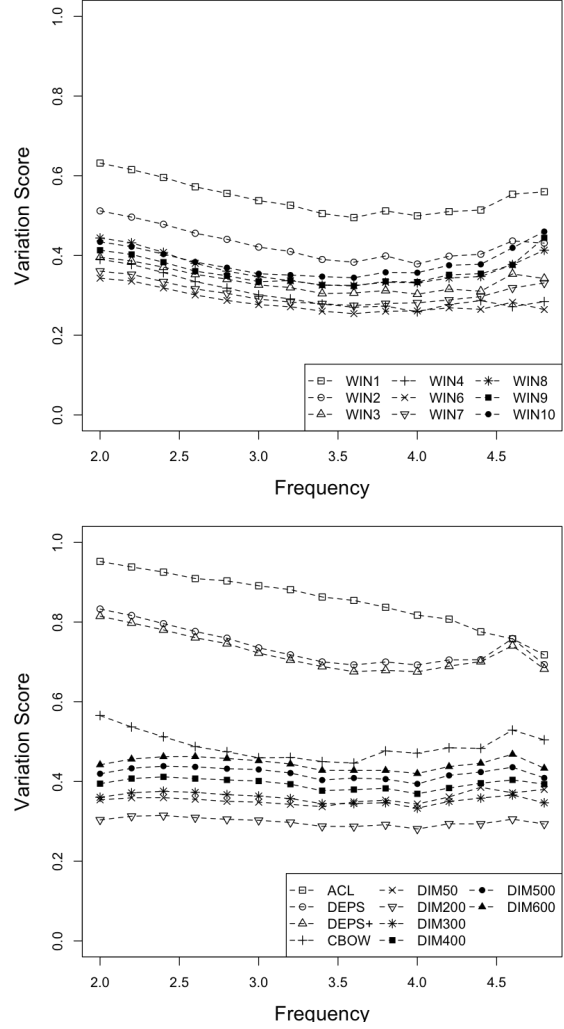 1.0
0.8
0.6
0.4
0.2
0.0
Variation Score
WIN1 WIN4 WIN8
WIN2 WIN6 WIN9
WIN3 WIN7 WIN10
2.0 2.5 3.0 3.5 4.0 4.5
Frequency
1.0
0.8
0.6
0.4
0.2
0.0
Variation Score
ACL DIM50 DIM500
DEPS DIM200 DIM600
DEPS+ DIM300
CBOW DIM400
2.0 2.5 3.0 3.5 4.0 4.5
Frequency